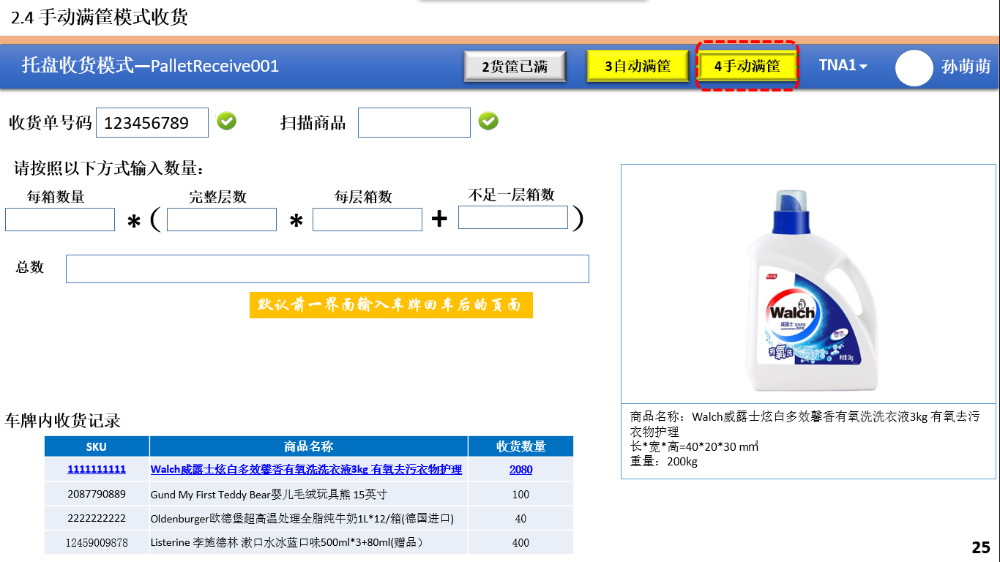 2.4 手动满筐模式收货
托盘收货模式—PalletReceive001
2货筐已满
3自动满筐
4手动满筐
TNA1
孙萌萌
收货单号码
123456789
扫描商品
请按照以下方式输入数量：
每箱数量
完整层数
每层箱数
不足一层箱数
* (
*
+
)
总数
默认前一界面输入车牌回车后的页面
Walch
威露士
有氧洗
净含量:3kg
商品名称：Walch威露士炫白多效馨香有氧洗洗衣液3kg 有氧去污
衣物护理
长*宽*高=40*20*30 mm³
重量：200kg
车牌内收货记录
SKU 商品名称 收货数量
1111111111 Walch威露士炫白多效馨香有氧洗洗衣液3kg 有氧去污衣物护理 2080
2087790889 Gund My First Teddy Bear婴儿毛绒玩具熊 15英寸 100
2222222222 Oldenburger欧德堡超高温处理全脂纯牛奶1L*12/箱(德国进口) 40
12459009878 Listerine 李施德林 漱口水冰蓝口味500ml*3+80ml(赠品） 400
25